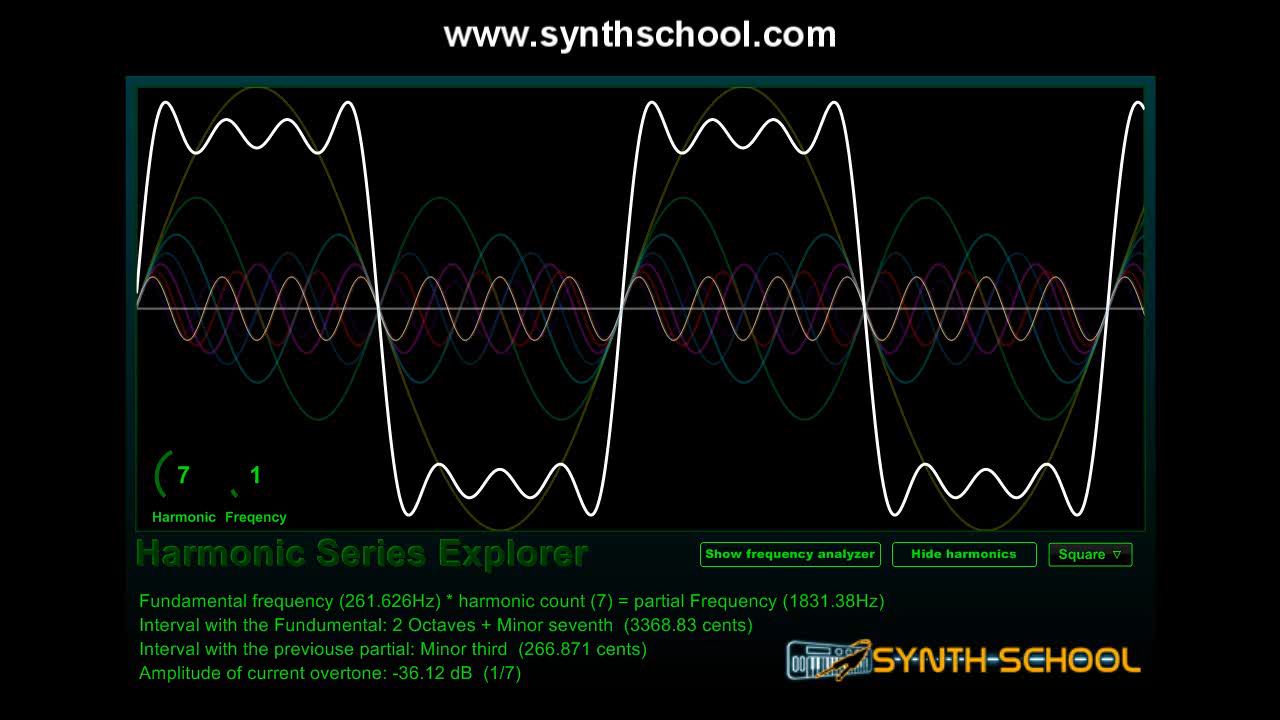 www.synthschool.com
7 1
Harmonic Freqency
Harmonic Series Explorer
Show frequency analyzer Hide harmonics Square ▽
Fundamental frequency (261.626Hz) * harmonic count (7) = partial Frequency (1831.38Hz)
Interval with the Fundumental: 2 Octaves + Minor seventh (3368.83 cents)
Interval with the previouse partial: Minor third (266.871 cents)
Amplitude of current overtone: -36.12 dB (1/7)
SYNTH-SCHOOL